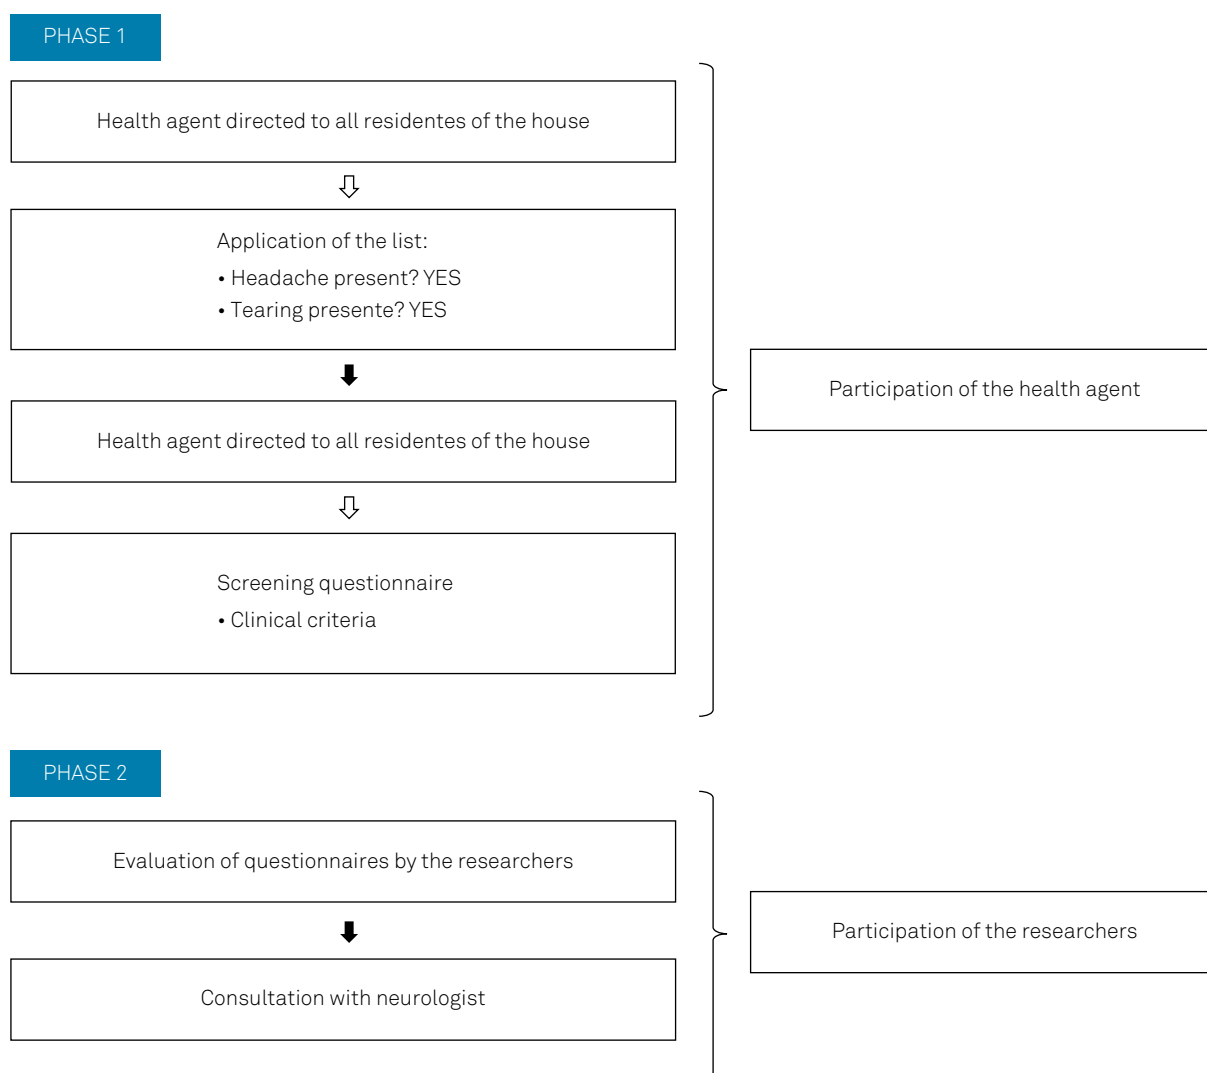 PHASE 1
Health agent directed to all residentes of the house
Application of the list:
• Headache present? YES
• Tearing presente? YES
Health agent directed to all residentes of the house
Screening questionnaire
• Clinical criteria
Participation of the health agent
PHASE 2
Evaluation of questionnaires by the researchers
Consultation with neurologist
Participation of the researchers